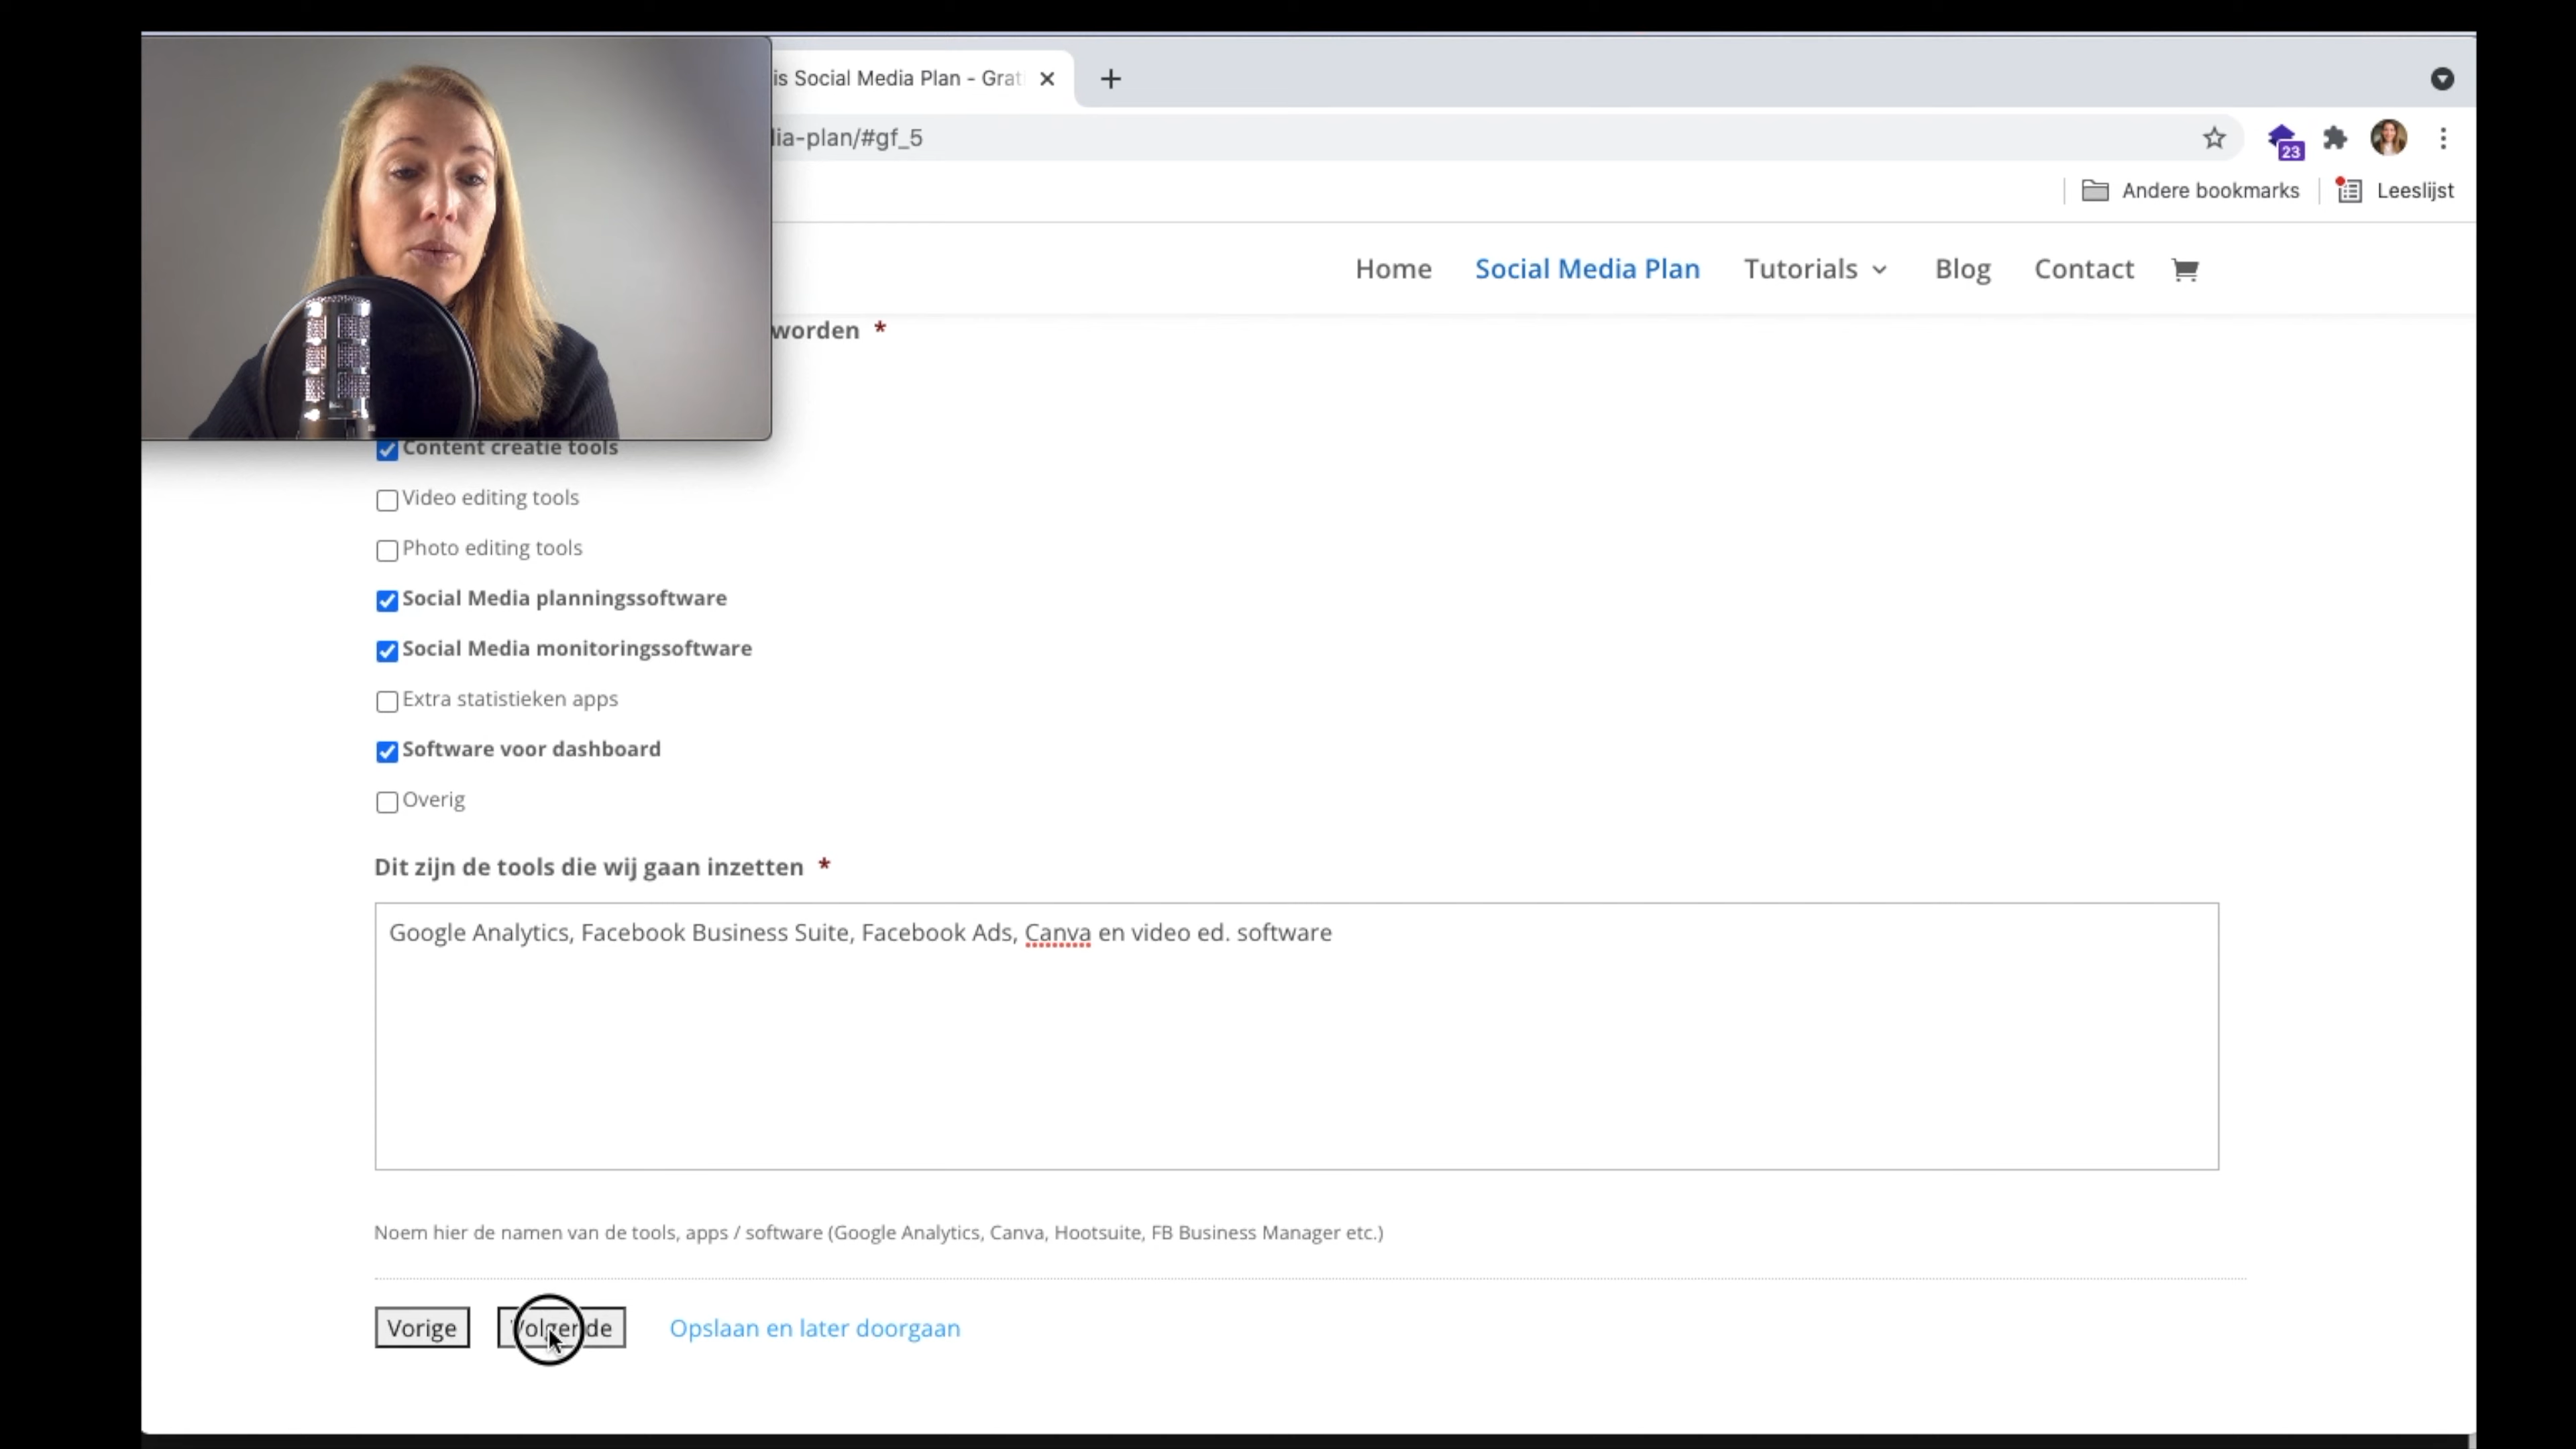 is Social Media Plan - Grat
lia-plan/#gf_5
23
Andere bookmarks
Leeslijst
Home
Social Media Plan
Tutorials
Blog
Contact
worden *
Content creatie tools
Video editing tools
Photo editing tools
Social Media planningssoftware
Social Media monitoringssoftware
Extra statistieken apps
Software voor dashboard
Overig
Dit zijn de tools die wij gaan inzetten *
Google Analytics, Facebook Business Suite, Facebook Ads, Canva en video ed. software
Noem hier de namen van de tools, apps / software (Google Analytics, Canva, Hootsuite, FB Business Manager etc.)
Vorige
Volgende
Opslaan en later doorgaan